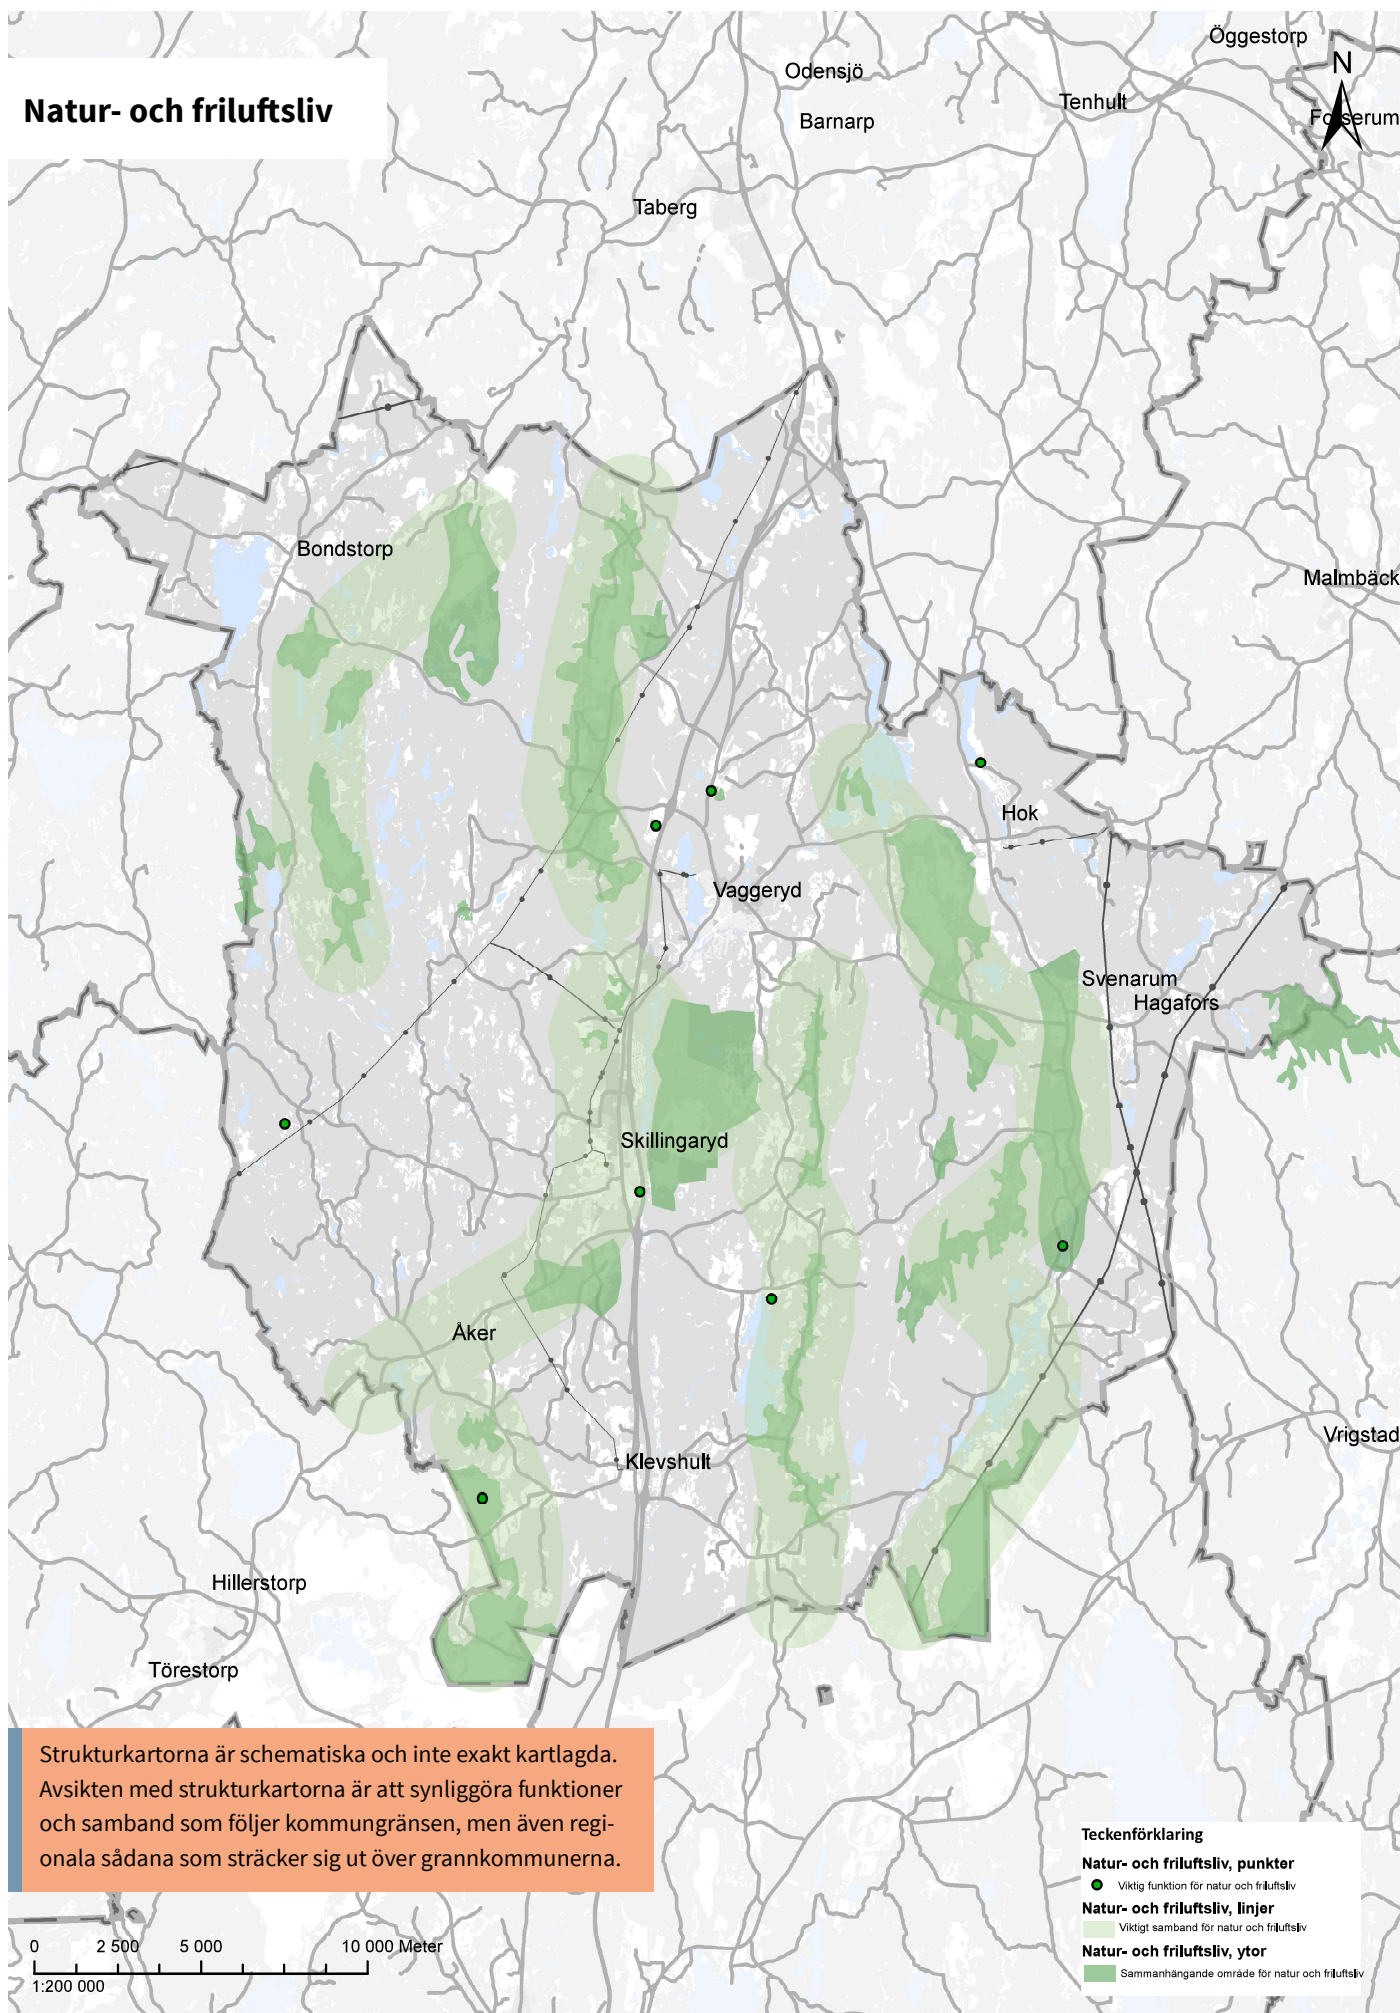 Öggestorp
Odensjö
N
Natur- och friluftsliv
Tenhult
Barnarp
Forserum
Taberg
Bondstorp
Malmbäck
Hok
Vaggeryd
Svenarum
Hagafors
Skillingaryd
Åker
Vrigstad
Klevshult
Hillerstorp
Törestorp
Strukturkartorna är schematiska och inte exakt kartlagda.
Avsikten med strukturkartorna är att synliggöra funktioner
och samband som följer kommungränsen, men även regi-
onala sådana som sträcker sig ut över grannkommunerna.
Teckenförklaring
Natur- och friluftsliv, punkter
Viktig funktion för natur och friluftsliv
Natur- och friluftsliv, linjer
Viktigt samband för natur och friluftsliv
Natur- och friluftsliv, ytor
Sammanhängande område för natur och friluftsliv
0 2 500 5 000 10 000 Meter
1:200 000